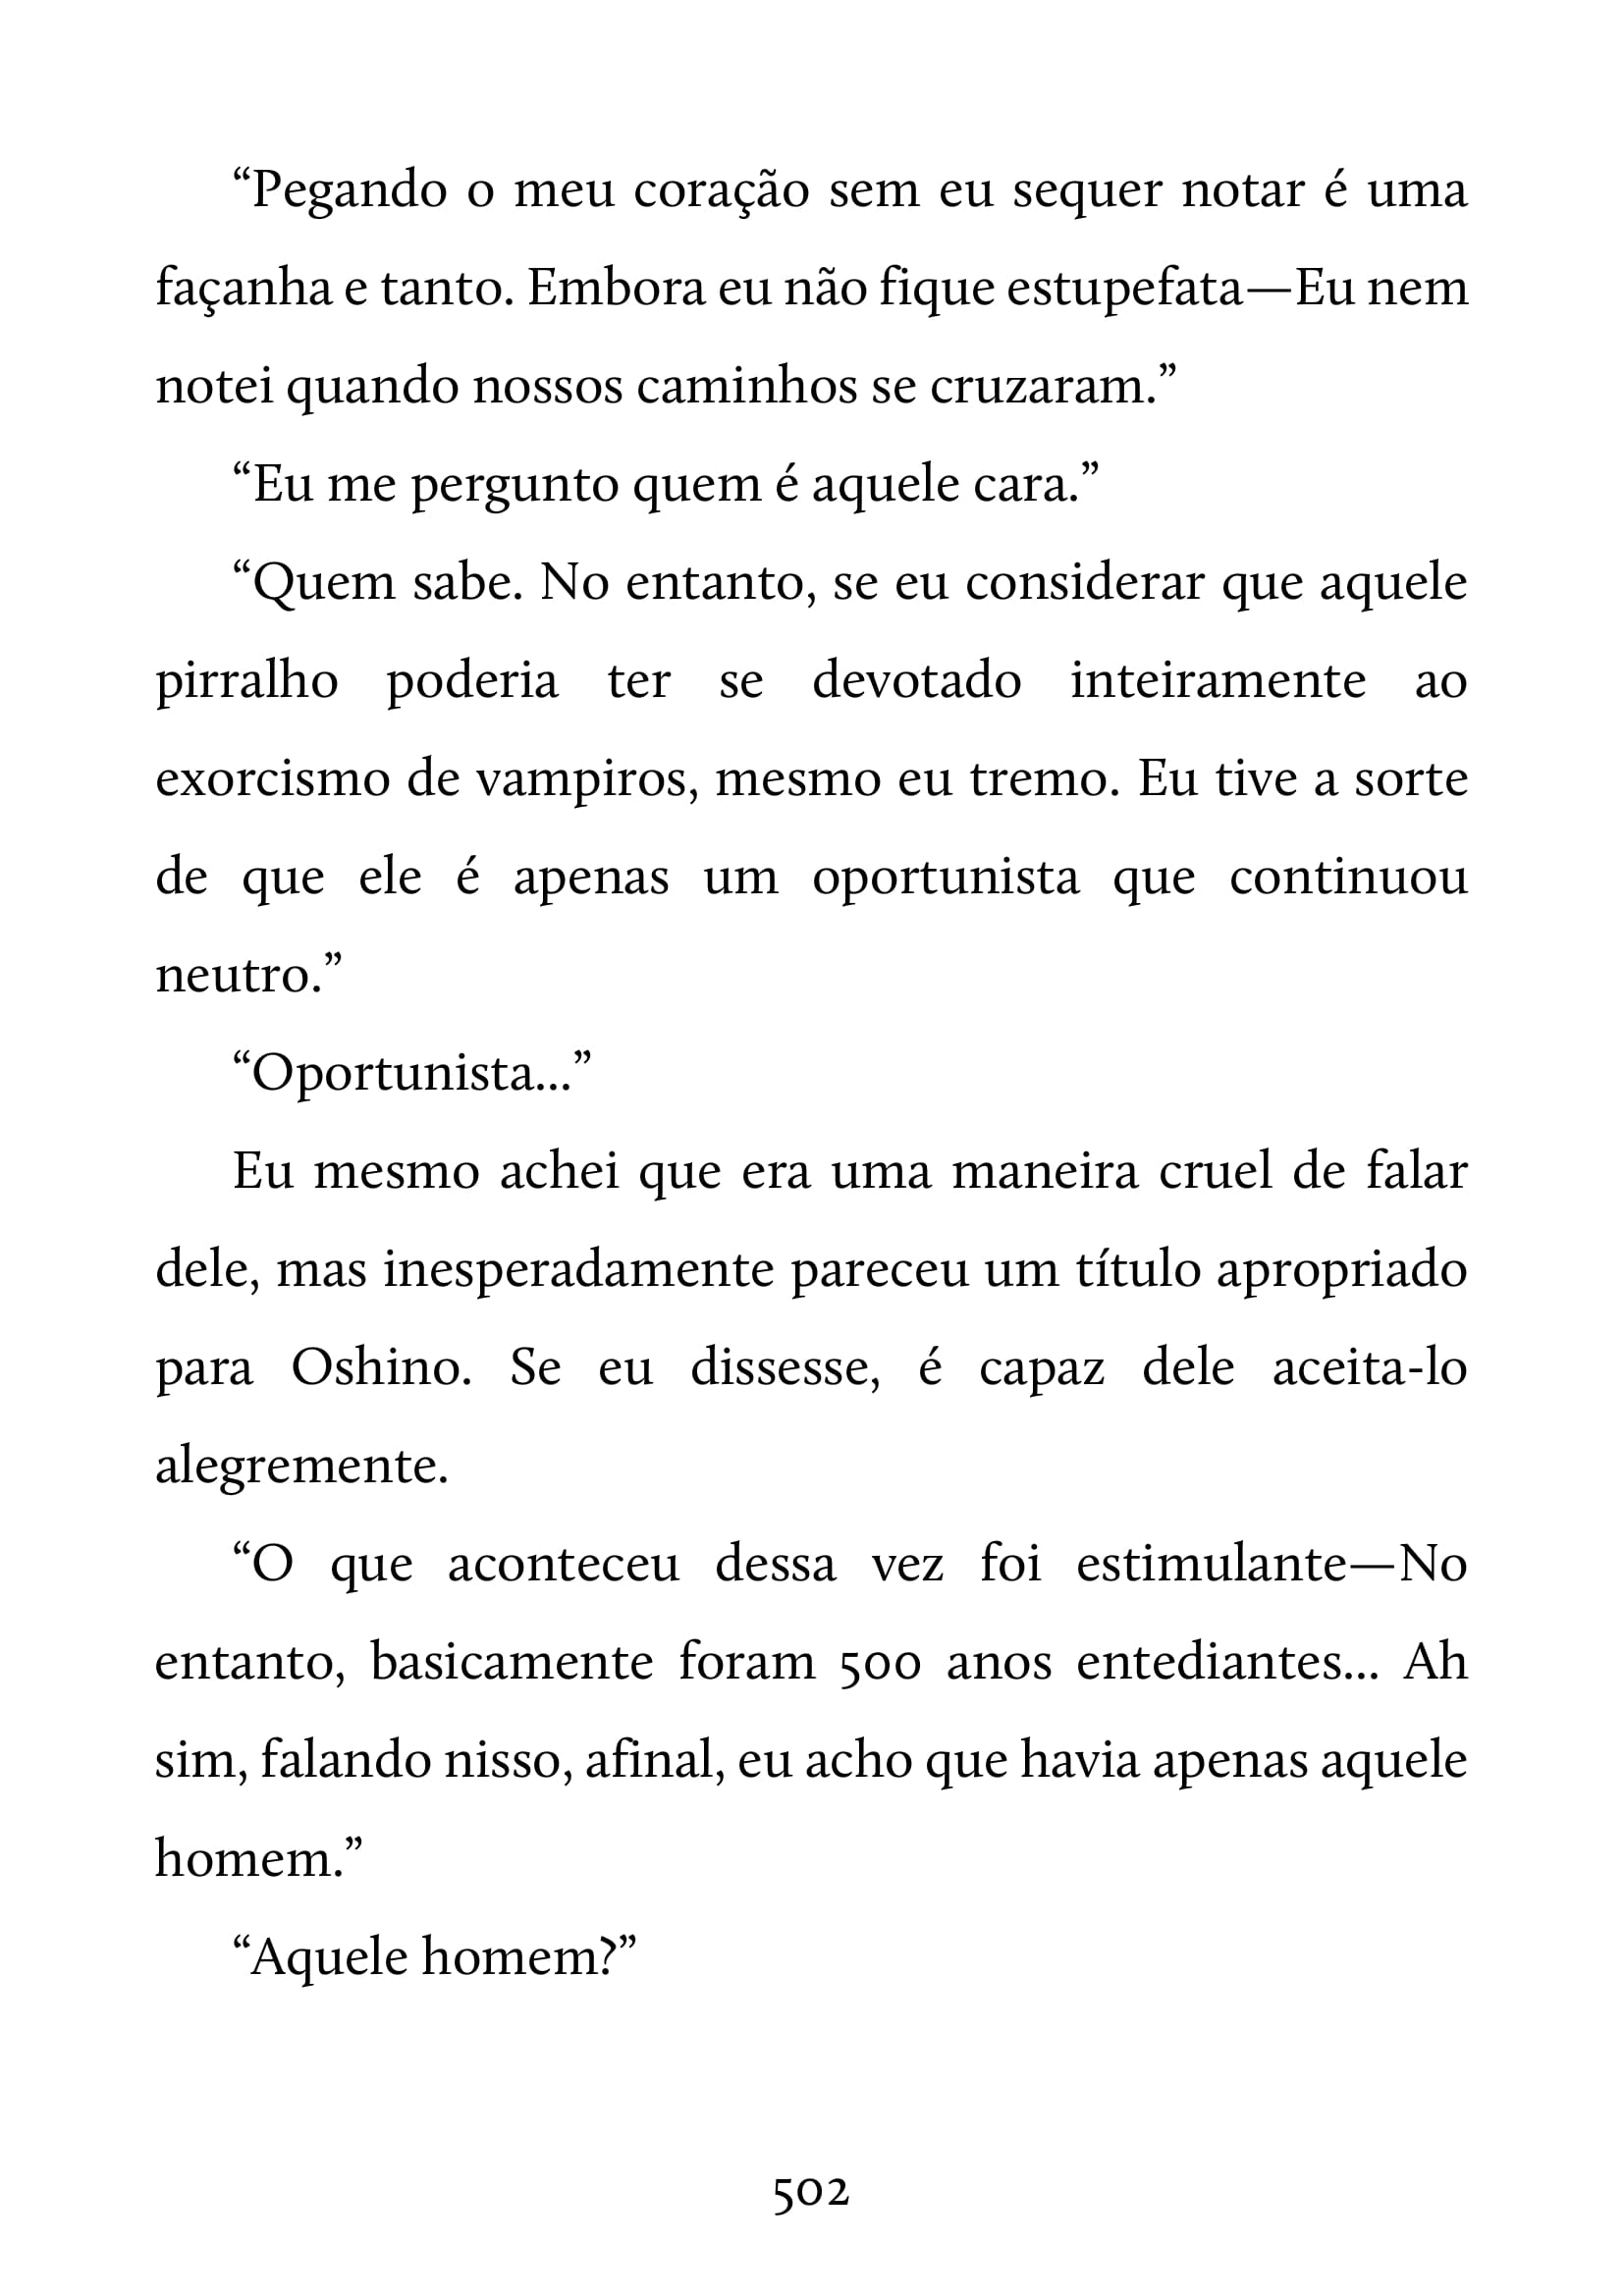 “Pegando o meu coração sem eu sequer notar é uma
façanha e tanto. Embora eu não fique estupefata—Eu nem
notei quando nossos caminhos se cruzaram.”
“Eu me pergunto quem é aquele cara.”
“Quem sabe. No entanto, se eu considerar que aquele
pirralho poderia ter se devotado inteiramente ao
exorcismo de vampiros, mesmo eu tremo. Eu tive a sorte
de que ele é apenas um oportunista que continuou
neutro.”
“Oportunista...”
Eu mesmo achei que era uma maneira cruel de falar
dele, mas inesperadamente pareceu um título apropriado
para Oshino. Se eu dissesse, é capaz dele aceita-lo
alegremente.
“O que aconteceu dessa vez foi estimulante—No
entanto, basicamente foram 500 anos entediantes... Ah
sim, falando nisso, afinal, eu acho que havia apenas aquele
homem.”
“Aquele homem?”
502